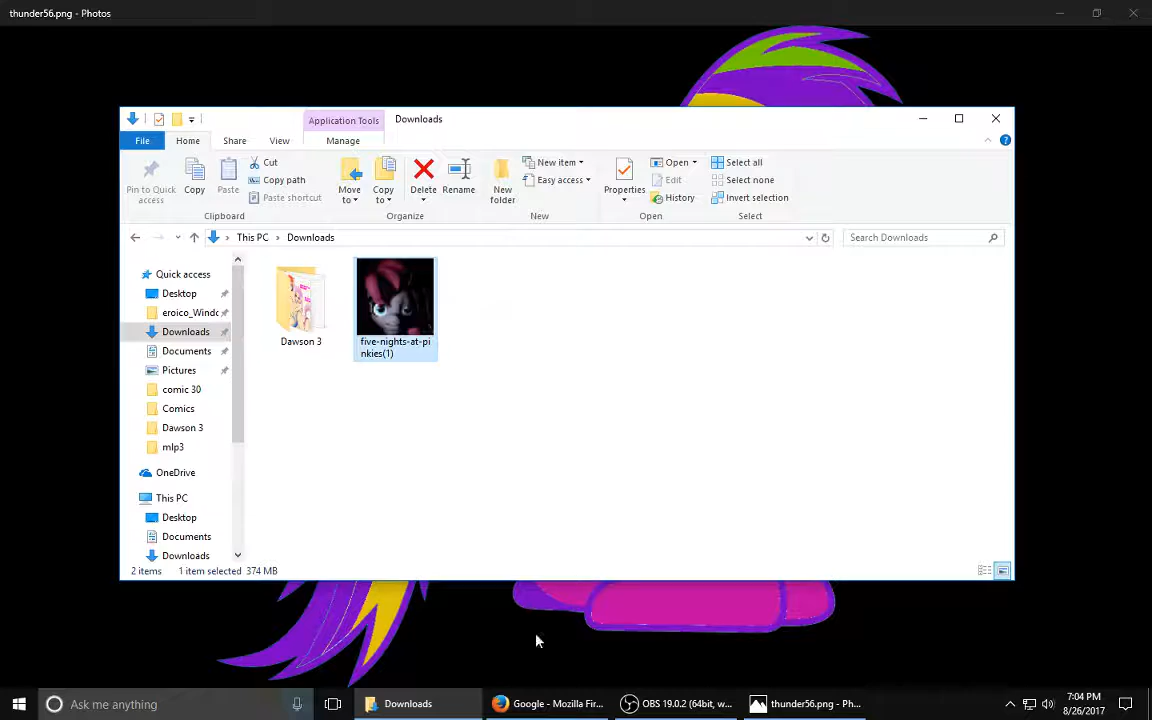 thunder56.png - Photos
Application Tools
Downloads
File
Home
Share
View
Manage
Pin to Quick access
Copy
Paste
Cut
Copy path
Paste shortcut
Clipboard
Move to
Copy to
Delete
Rename
Organize
New folder
New item
Easy access
New
Properties
Open
Edit
History
Open
Select all
Select none
Invert selection
Select
This PC
Downloads
Search Downloads
Quick access
Desktop
eroico_Windo
Downloads
Documents
Pictures
comic 30
Comics
Dawson 3
mlp3
OneDrive
This PC
Desktop
Documents
Downloads
Dawson 3
five-nights-at-pi
nkies(1)
2 items 1 item selected 374 MB
Ask me anything
Downloads
Google - Mozilla Fir...
OBS 19.0.2 (64bit, w...
thunder56.png - Ph...
7:04 PM
8/26/2017